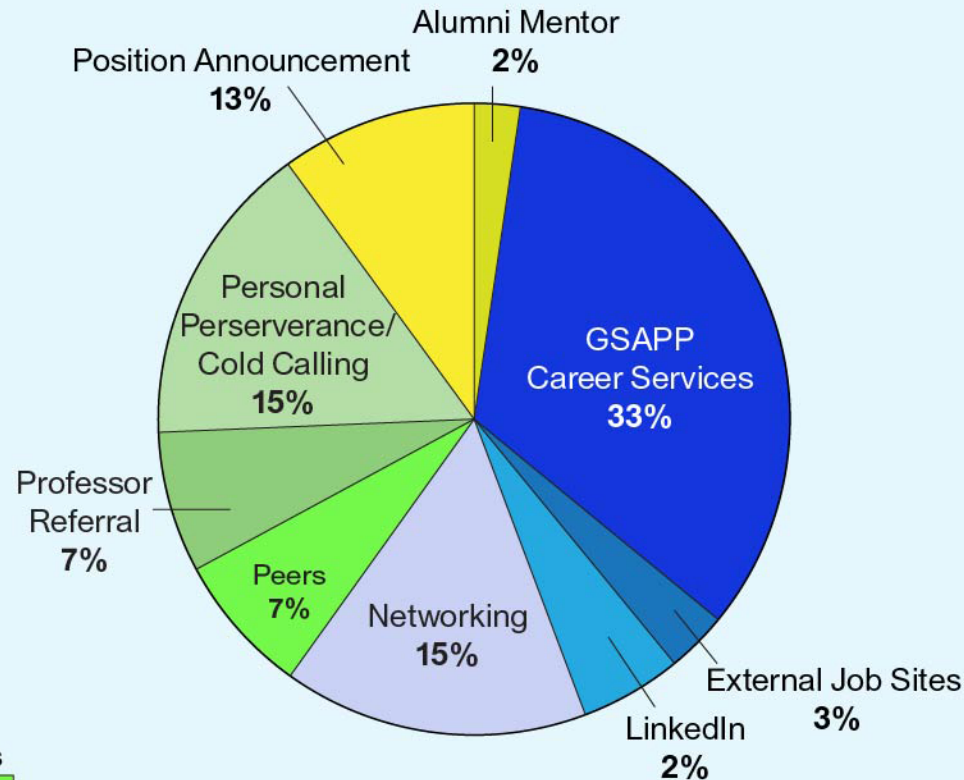 Alumni Mentor
2%
Position Announcement
13%
Personal
Perserverance/
Cold Calling
15%
GSAPP
Career Services
33%
Professor
Referral
7%
Peers
7%
Networking
15%
External Job Sites
3%
LinkedIn
2%